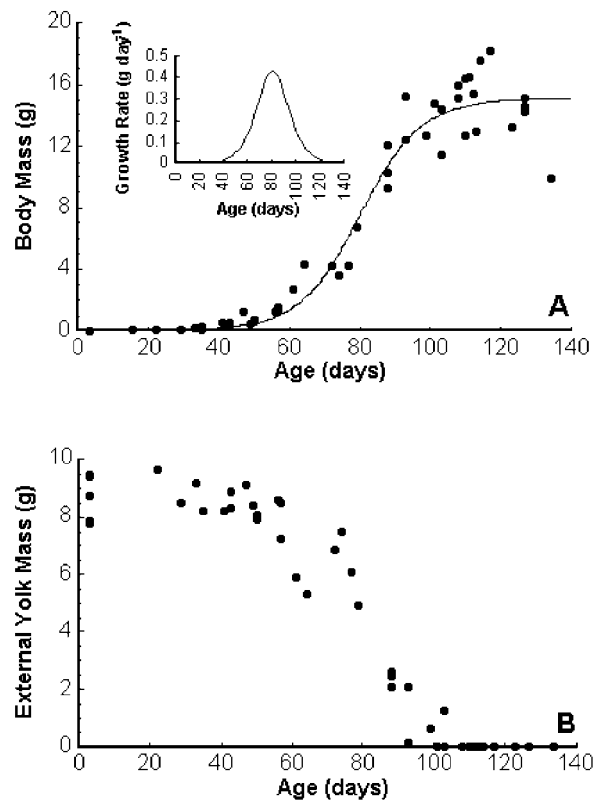 20
16
12
8
4
0
Body Mass (g)
0.5
0.4
0.3
0.2
0.1
0
Growth Rate (g day-1)
0 20 40 60 80 100 120 140
Age (days)
A
0 20 40 60 80 100 120 140
Age (days)
10
8
6
4
2
0
External Yolk Mass (g)
B
0 20 40 60 80 100 120 140
Age (days)